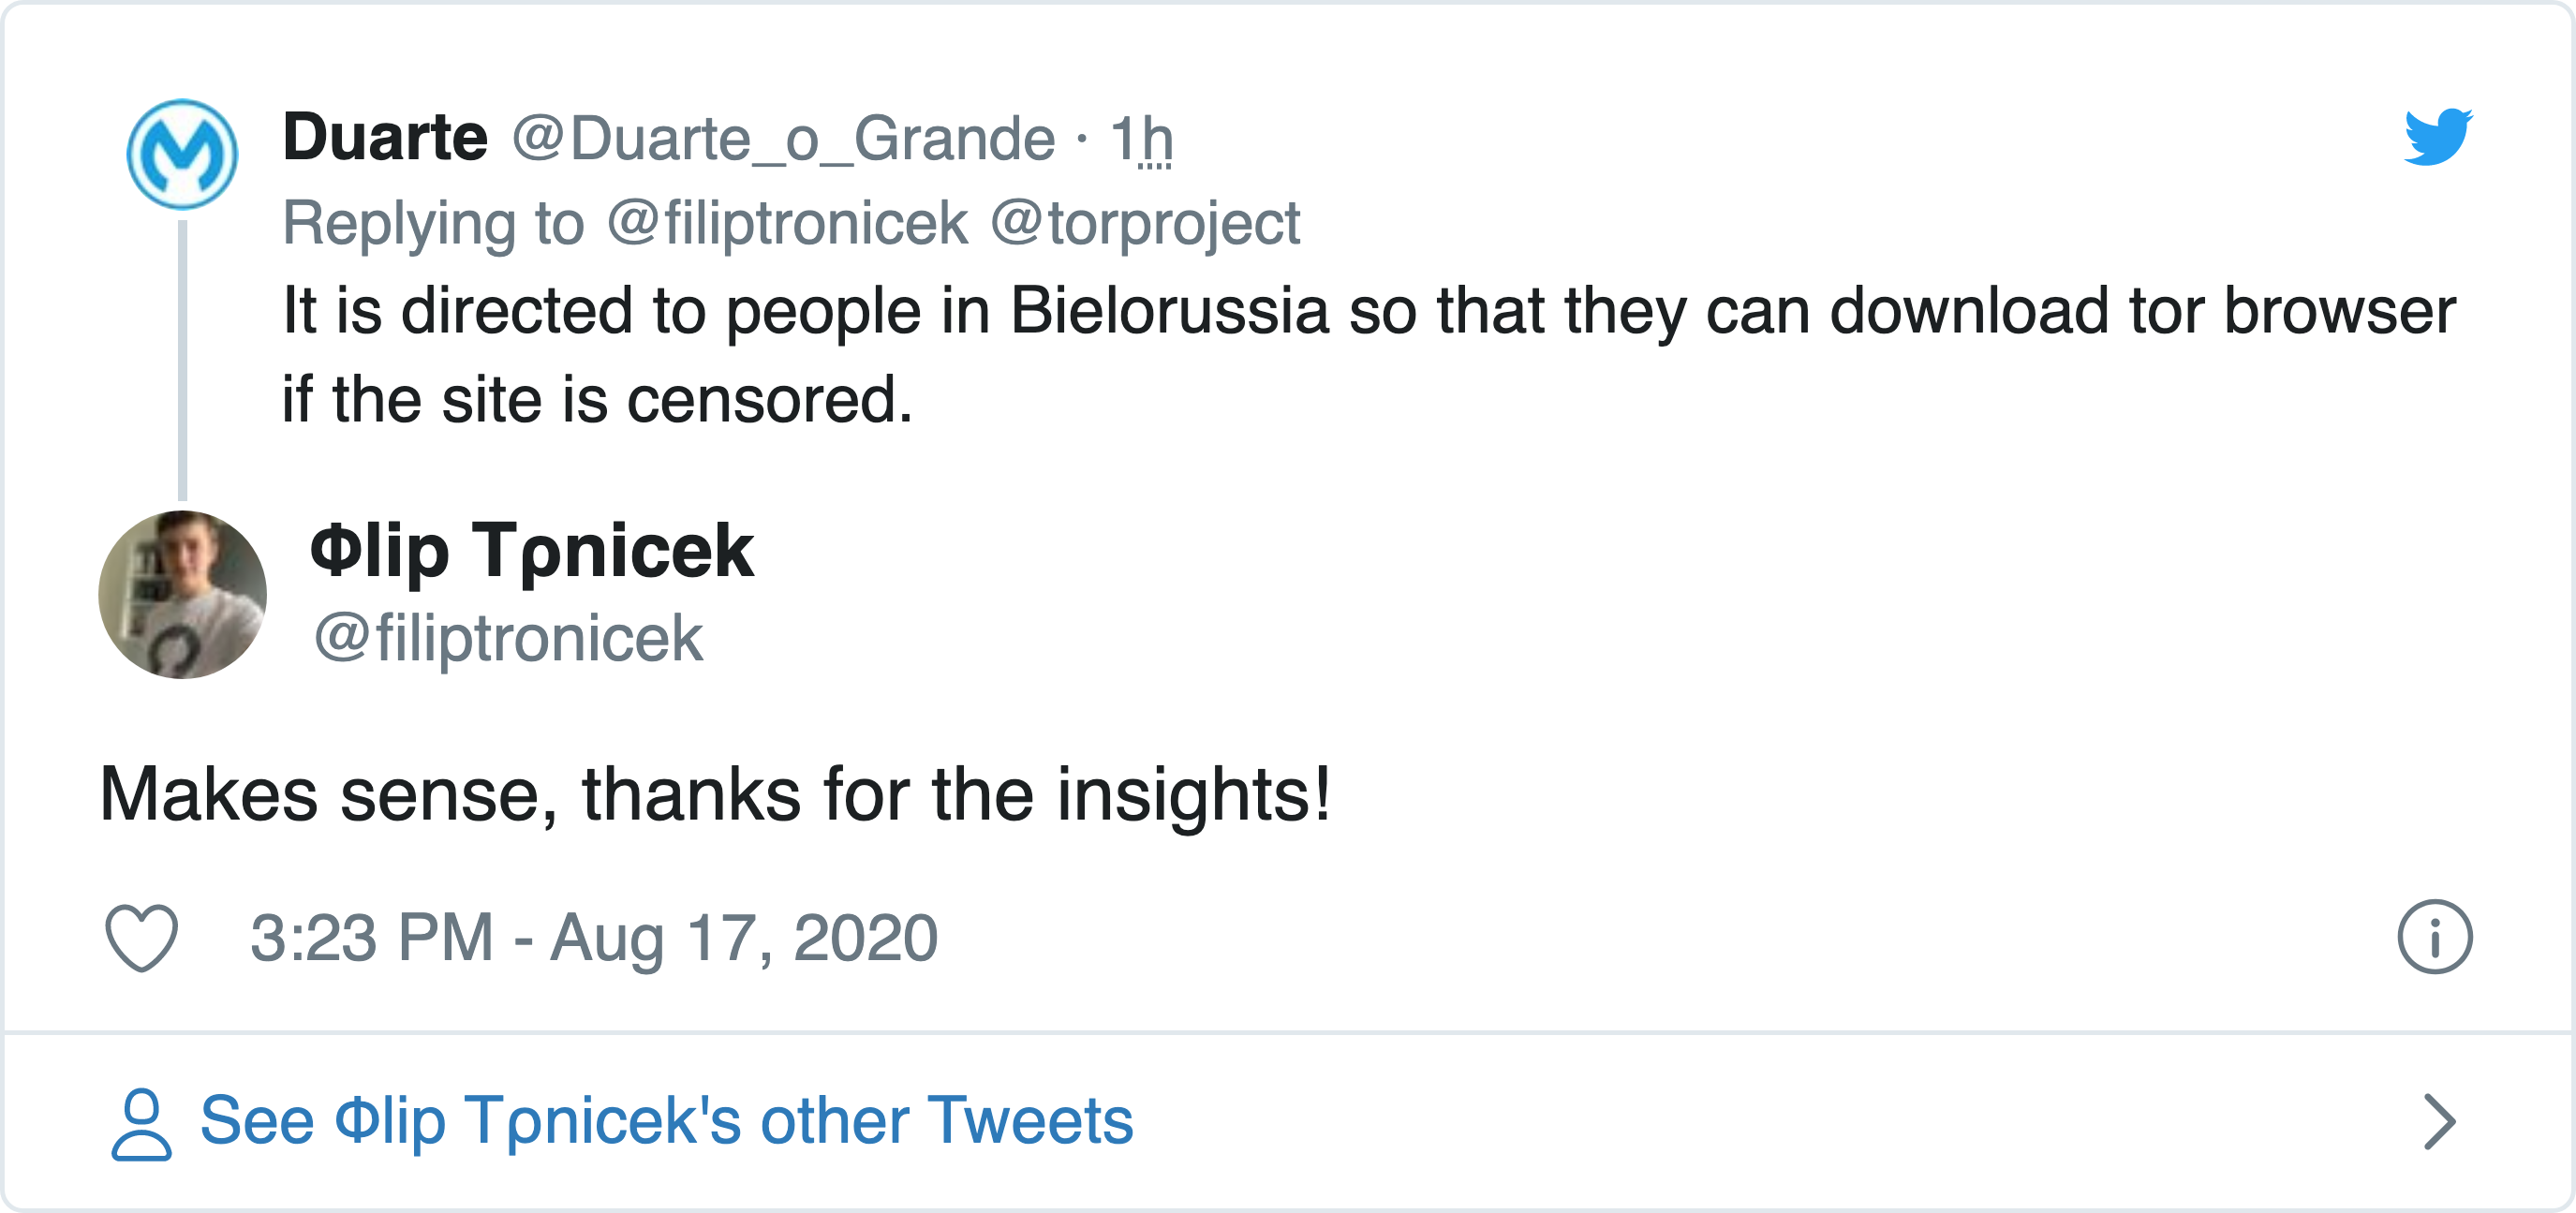 Duarte @Duarte_o_Grande · 1h
Replying to @filiptronicek @torproject
It is directed to people in Bielorussia so that they can download tor browser
if the site is censored.
Φlip Tρnicek
@filiptronicek
Makes sense, thanks for the insights!
3:23 PM - Aug 17, 2020
See Φlip Tρnicek's other Tweets